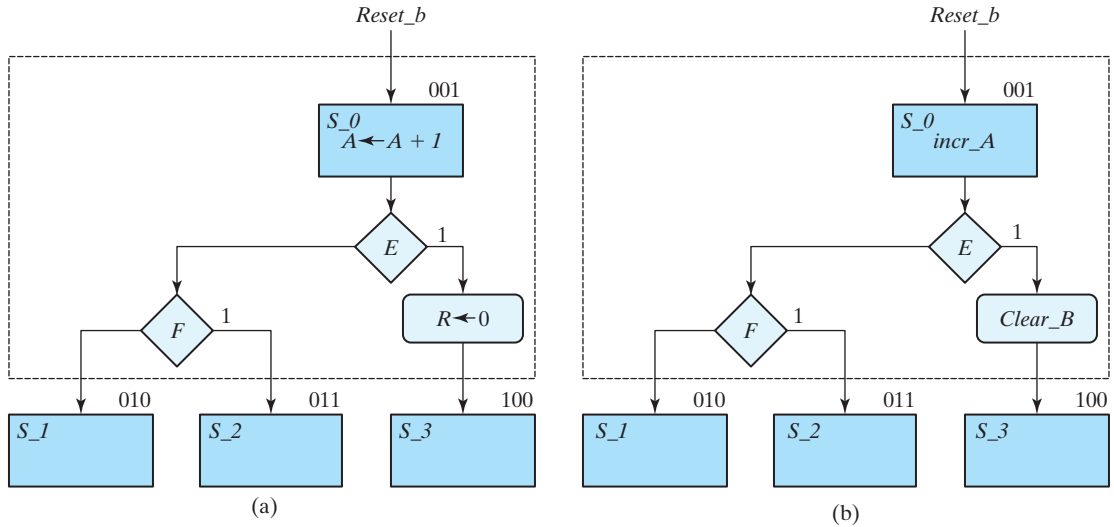 Reset_b
001
S_0
A ← A + 1
E
1
F
1
R ← 0
010
S_1
011
S_2
100
S_3
(a)
Reset_b
001
S_0
incr_A
E
1
F
1
Clear_B
010
S_1
011
S_2
100
S_3
(b)